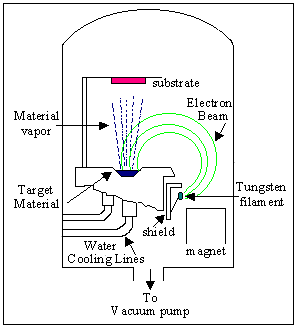 substrate
Material
vapor
Electron
Beam
Target
Material
Tungsten
filament
Water
Cooling Lines
shield
magnet
To
Vacuum pump